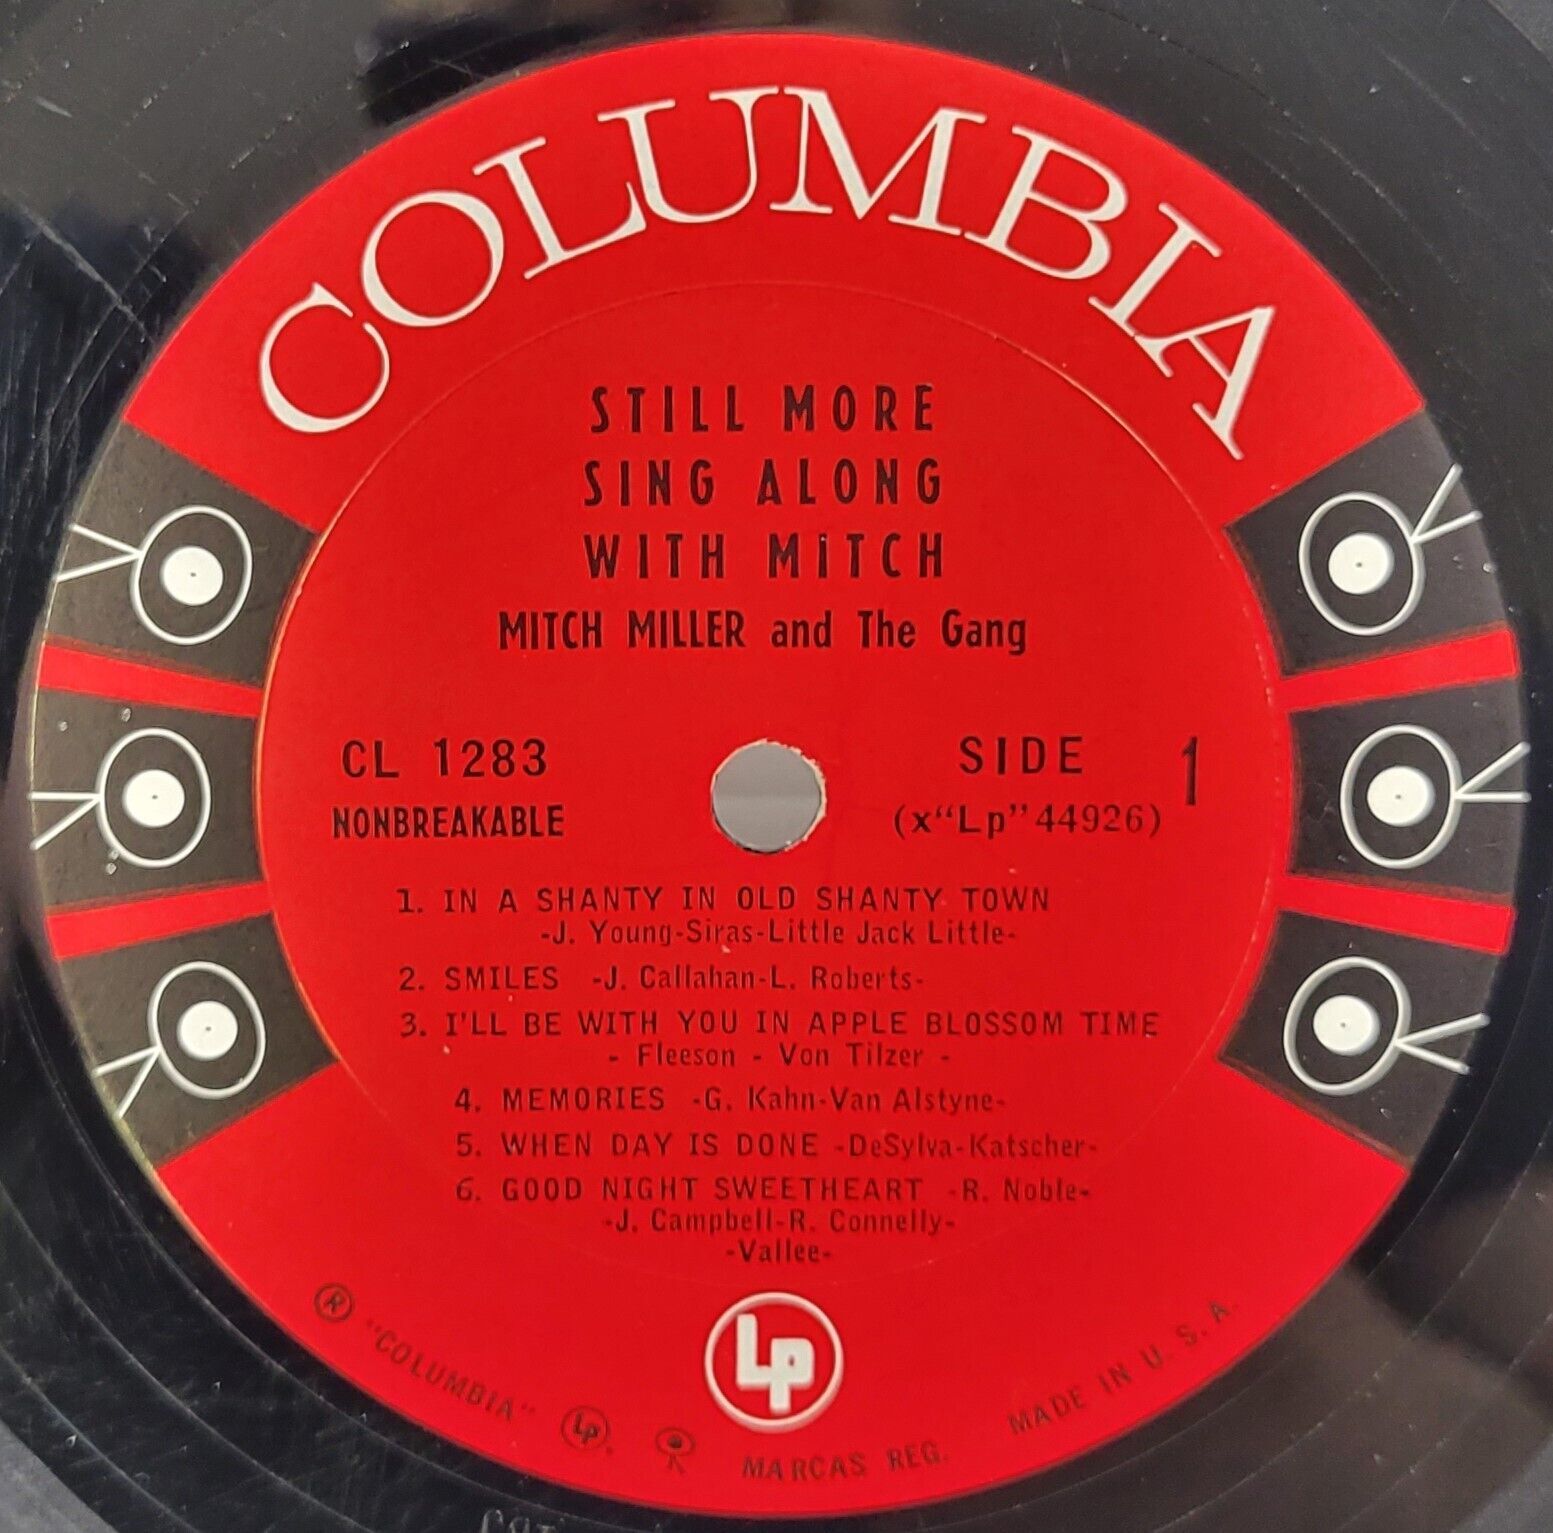 COLUMBIA
STILL MORE
SING ALONG
WITH MITCH
MITCH MILLER and The Gang
CL 1283
NONBREAKABLE
SIDE 1
(x“Lp”44926)
1. IN A SHANTY IN OLD SHANTY TOWN
-J. Young-Siras-Little Jack Little-
2. SMILES -J. Callahan-L. Roberts-
3. I'LL BE WITH YOU IN APPLE BLOSSOM TIME
- Fleeson - Von Tilzer -
4. MEMORIES -G. Kahn-Van Alstyne-
5. WHEN DAY IS DONE -DeSylva-Katscher-
6. GOOD NIGHT SWEETHEART -R. Noble-
-J. Campbell-R. Connelly-
-Vallee-
LP
® "COLUMBIA" LP. MARCAS REG. MADE IN U. S. A.